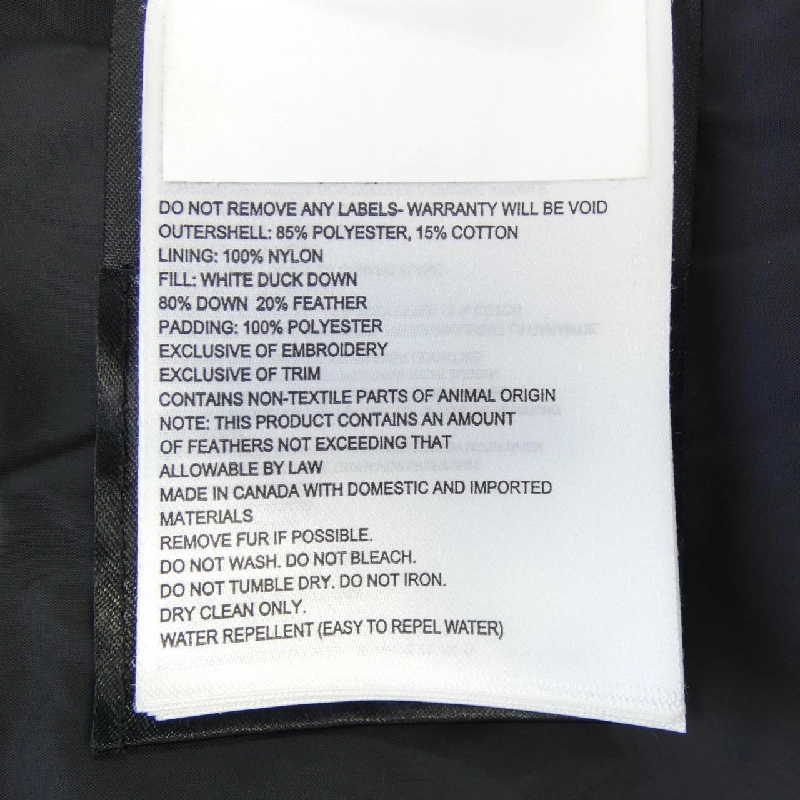 DO NOT REMOVE ANY LABELS- WARRANTY WILL BE VOID
OUTERSHELL: 85% POLYESTER, 15% COTTON
LINING: 100% NYLON
FILL: WHITE DUCK DOWN
80% DOWN 20% FEATHER
PADDING: 100% POLYESTER
EXCLUSIVE OF EMBROIDERY
EXCLUSIVE OF TRIM
CONTAINS NON-TEXTILE PARTS OF ANIMAL ORIGIN
NOTE: THIS PRODUCT CONTAINS AN AMOUNT
OF FEATHERS NOT EXCEEDING THAT
ALLOWABLE BY LAW
MADE IN CANADA WITH DOMESTIC AND IMPORTED
MATERIALS
REMOVE FUR IF POSSIBLE.
DO NOT WASH. DO NOT BLEACH.
DO NOT TUMBLE DRY. DO NOT IRON.
DRY CLEAN ONLY.
WATER REPELLENT (EASY TO REPEL WATER)